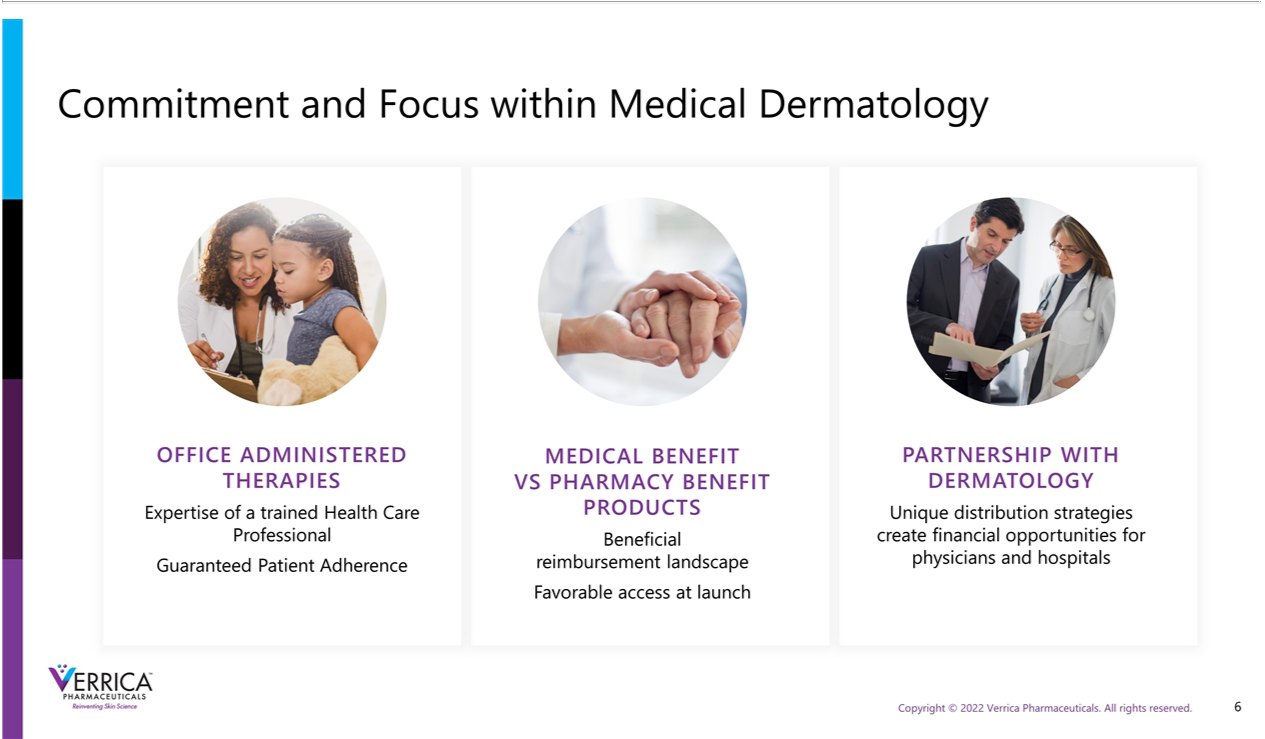 Commitment and Focus within Medical Dermatology
OFFICE ADMINISTERED
THERAPIES
Expertise of a trained Health Care
Professional
Guaranteed Patient Adherence
MEDICAL BENEFIT
VS PHARMACY BENEFIT
PRODUCTS
Beneficial
reimbursement landscape
Favorable access at launch
PARTNERSHIP WITH
DERMATOLOGY
Unique distribution strategies
create financial opportunities for
physicians and hospitals
VERRICA™
PHARMACEUTICALS
Reinventing Skin Science
Copyright © 2022 Verrica Pharmaceuticals. All rights reserved.
6